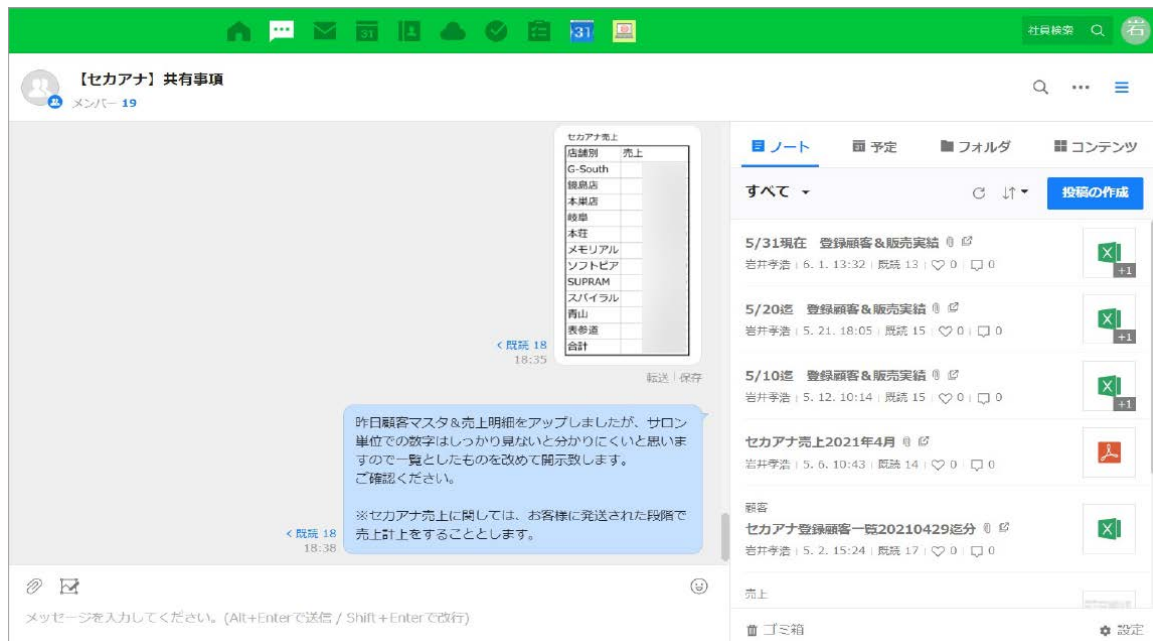 31
31
社員検索
岩
【セカアナ】共有事項
メンバー 19
セカアナ売上
店舗別 売上
G-South
鏡島店
本巣店
岐阜
本荘
メモリアル
ソフトピア
SUPRAM
スパイラル
青山
表参道
合計
< 既読 18
18:35
転送 | 保存
昨日顧客マスタ&売上明細をアップしましたが、サロン
単位での数字はしっかり見ないと分かりにくいと思いま
すので一覧としたものを改めて開示致します。
ご確認ください。
※セカアナ売上に関しては、お客様に発送された段階で
売上計上をすることとします。
< 既読 18
18:38
メッセージを入力してください。(Alt+Enterで送信 / Shift+Enterで改行)
ノート 予定 フォルダ コンテンツ
すべて
投稿の作成
5/31現在 登録顧客&販売実績
岩井孝浩 | 6. 1. 13:32 | 既読 13 | 0 | 0
+1
5/20迄 登録顧客&販売実績
岩井孝浩 | 5. 21. 18:05 | 既読 15 | 0 | 0
+1
5/10迄 登録顧客&販売実績
岩井孝浩 | 5. 12. 10:14 | 既読 15 | 0 | 0
+1
セカアナ売上2021年4月
岩井孝浩 | 5. 6. 10:43 | 既読 14 | 0 | 0
顧客
セカアナ登録顧客一覧20210429迄分
岩井孝浩 | 5. 2. 15:24 | 既読 17 | 0 | 0
売上
ゴミ箱
設定